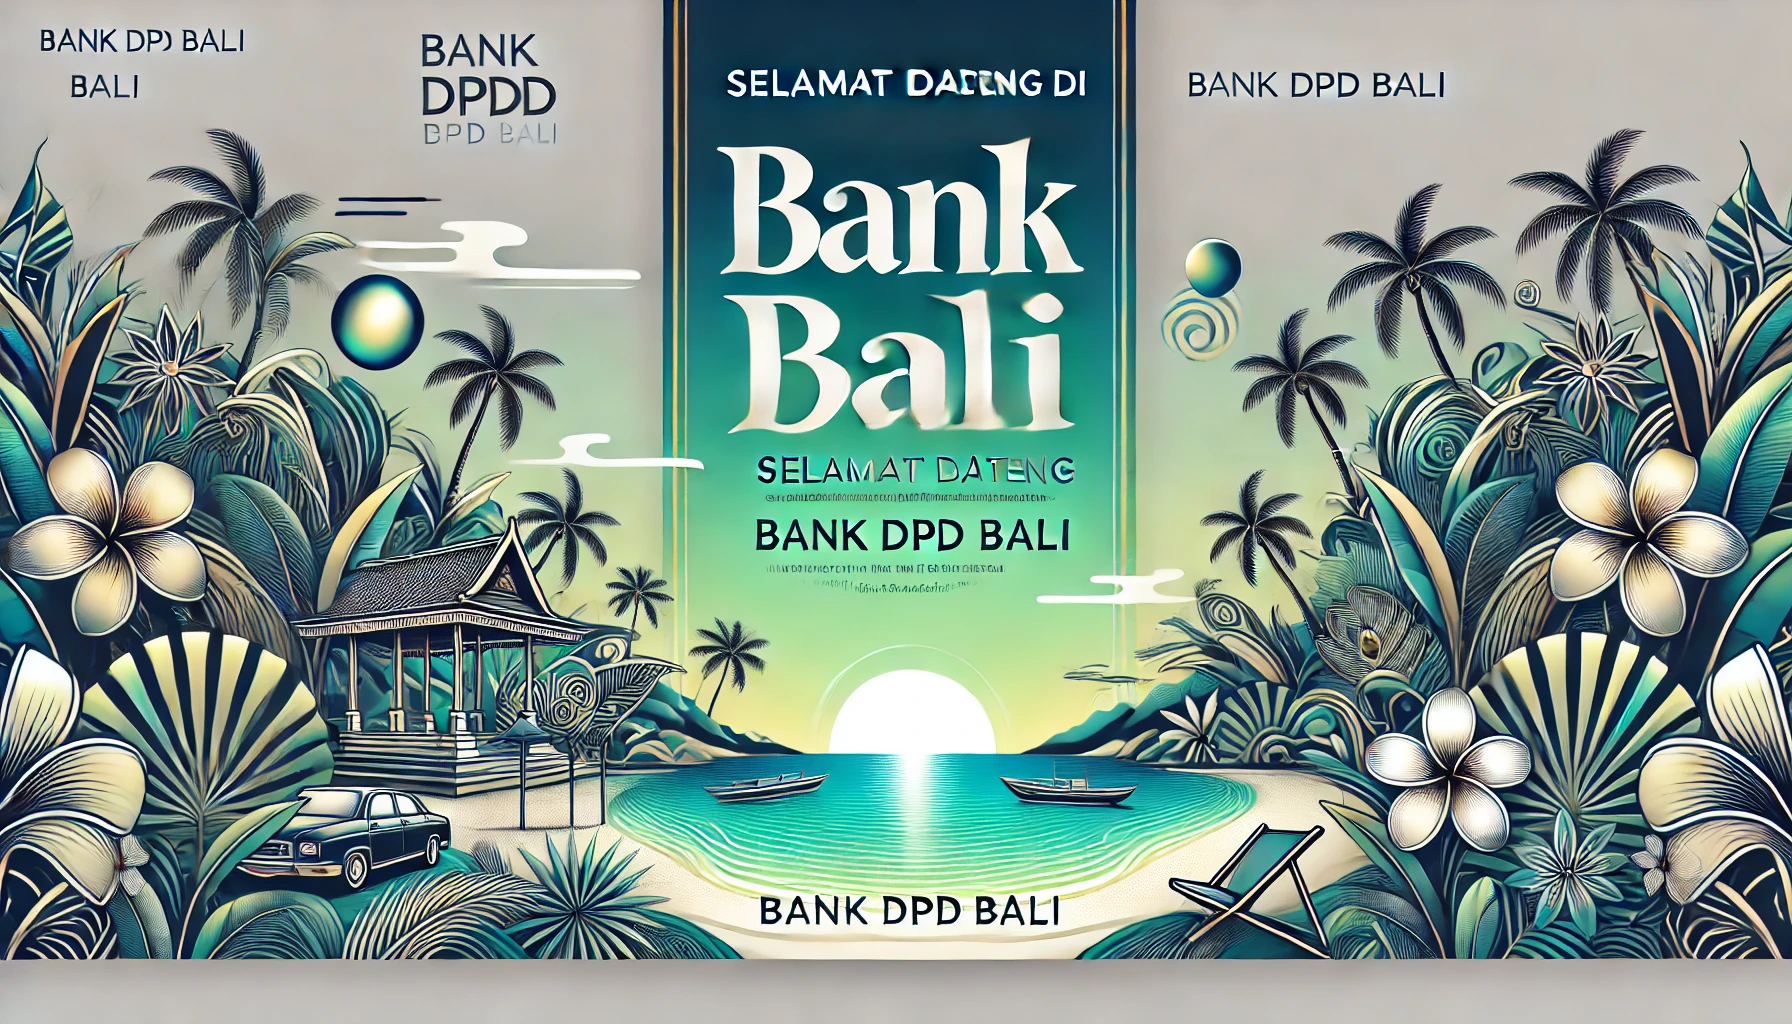 BANK DPD BALI
BALI
BANK
DPDD
BPD BALI
SELAMAT DATENG DI
Bank
Bali
SELAMAT DATENG
BANK DPD BALI
BANK DPD BALI
BANK DPD BALI